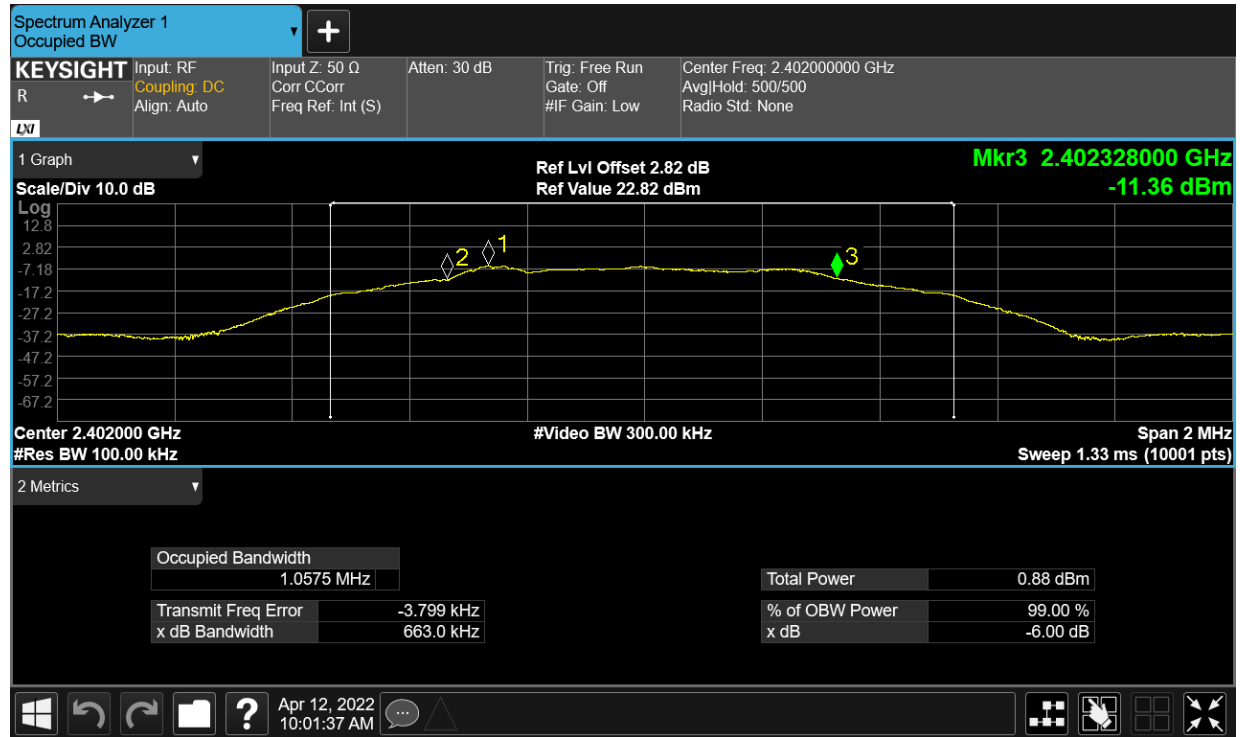 Spectrum Analyzer 1
Occupied BW
+
KEYSIGHT
R
LXI
Input: RF
Coupling: DC
Align: Auto
Input Z: 50 Ω
Corr CCorr
Freq Ref: Int (S)
Atten: 30 dB
Trig: Free Run
Gate: Off
#IF Gain: Low
Center Freq: 2.402000000 GHz
Avg|Hold: 500/500
Radio Std: None
1 Graph
Scale/Div 10.0 dB
Ref Lvl Offset 2.82 dB
Ref Value 22.82 dBm
Mkr3 2.402328000 GHz
-11.36 dBm
Log
12.8
2.82
-7.18
-17.2
-27.2
-37.2
-47.2
-57.2
-67.2
2
1
3
Center 2.402000 GHz
#Res BW 100.00 kHz
#Video BW 300.00 kHz
Span 2 MHz
Sweep 1.33 ms (10001 pts)
2 Metrics
Occupied Bandwidth
1.0575 MHz
Transmit Freq Error -3.799 kHz
x dB Bandwidth 663.0 kHz
Total Power 0.88 dBm
% of OBW Power 99.00 %
x dB -6.00 dB
?
Apr 12, 2022
10:01:37 AM